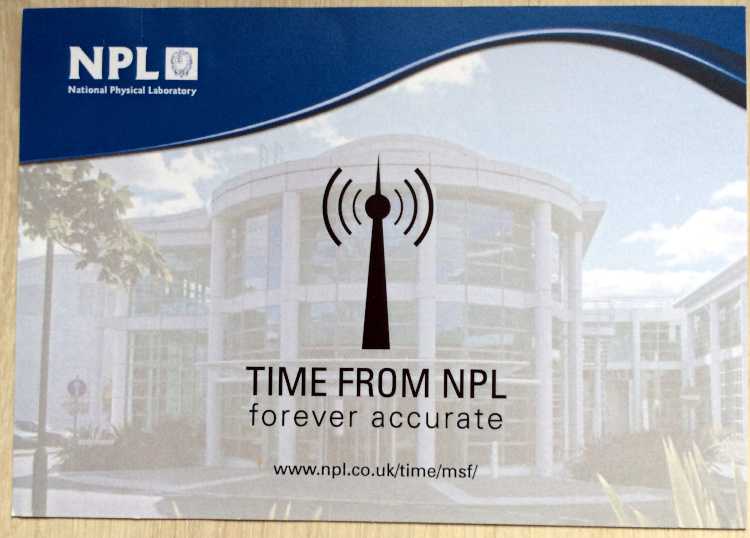 NPL
National Physical Laboratory
TIME FROM NPL
forever accurate
www.npl.co.uk/time/msf/